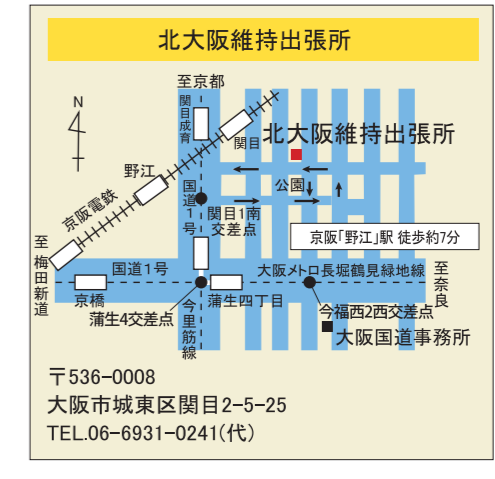 北大阪維持出張所
至京都
N
関目成育
関目
北大阪維持出張所
野江
公園
国道1号
京阪電鉄
関目1南
交差点
京阪「野江」駅 徒歩約7分
至梅田新道
国道1号
大阪メトロ長堀鶴見緑地線
至奈良
京橋
蒲生四丁目
蒲生4交差点
今里筋線
今福西2西交差点
大阪国道事務所
〒536-0008
大阪市城東区関目2-5-25
TEL.06-6931-0241(代)